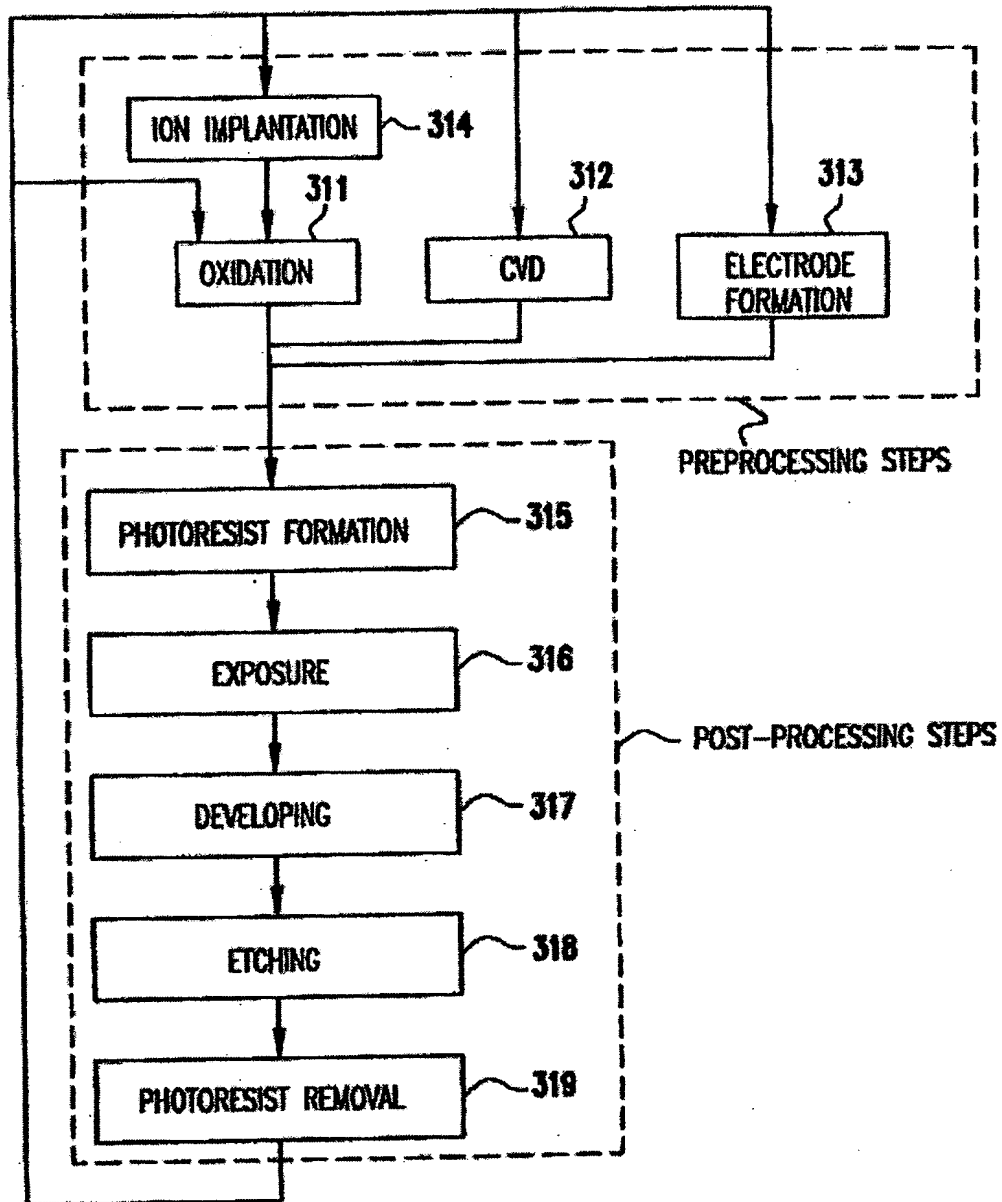 ION IMPLANTATION
314
311
312
313
OXIDATION
CVD
ELECTRODE
FORMATION
PREPROCESSING STEPS
PHOTORESIST FORMATION
315
EXPOSURE
316
POST-PROCESSING STEPS
DEVELOPING
317
ETCHING
318
PHOTORESIST REMOVAL
319